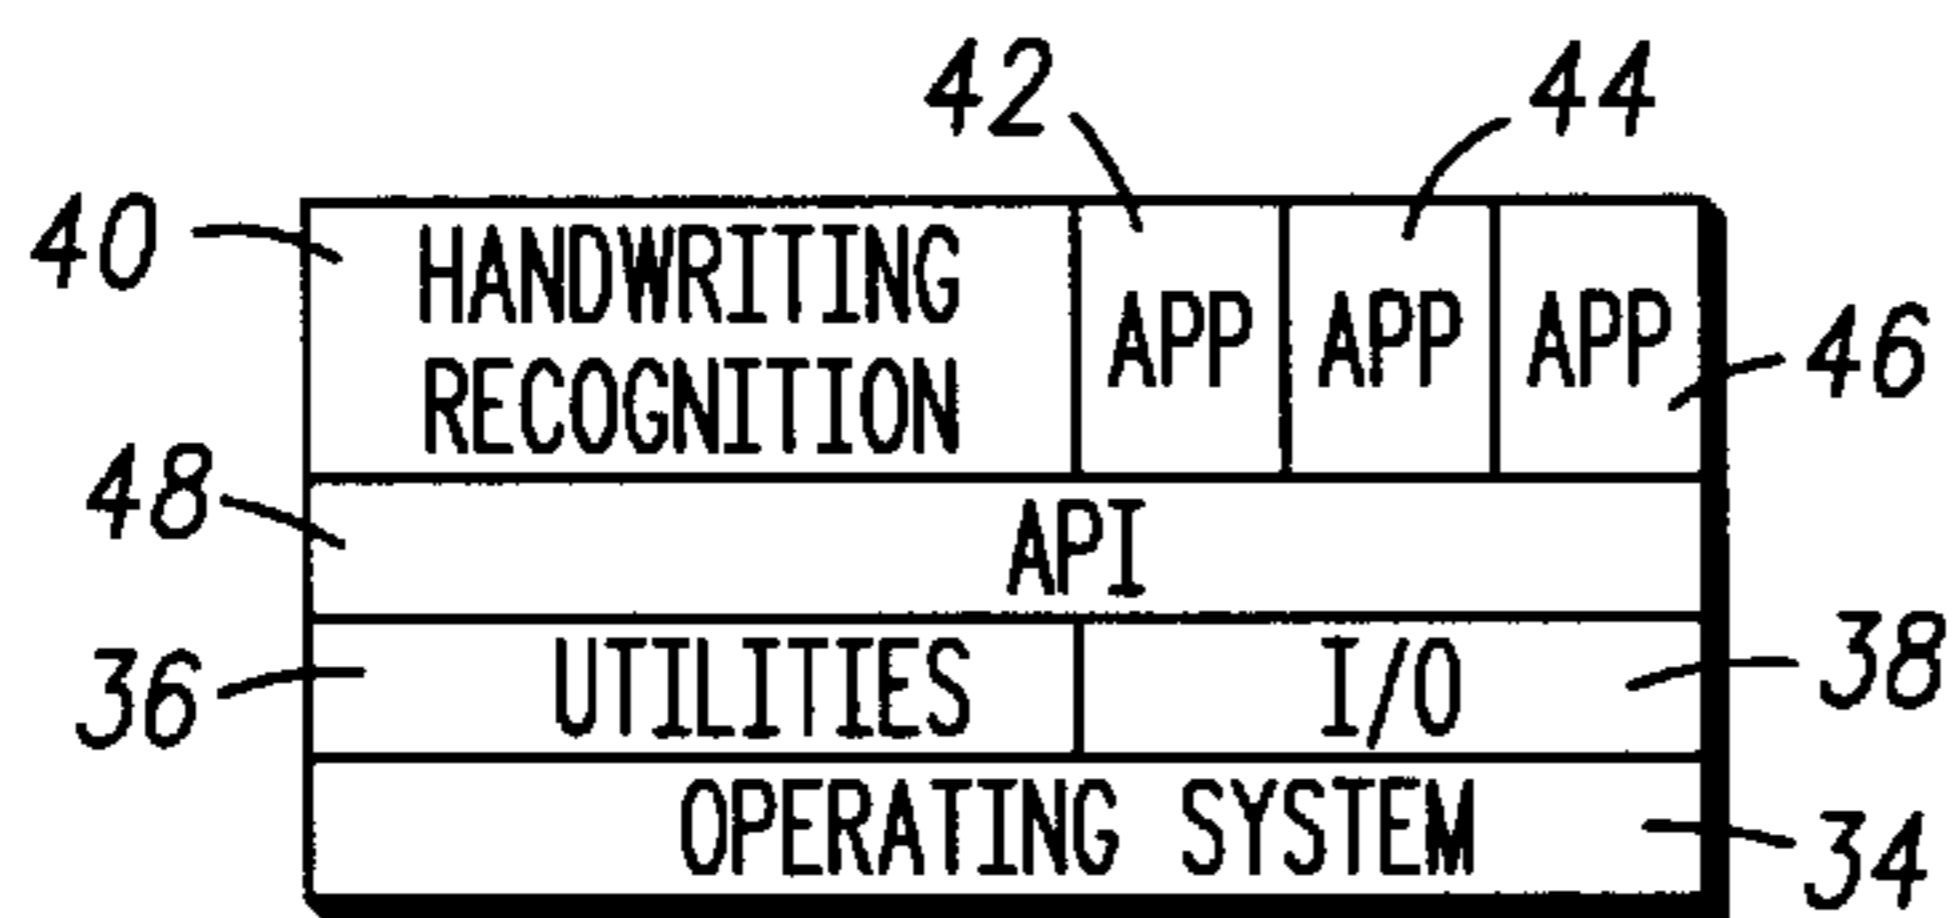 42 44
40 HANDWRITING RECOGNITION APP APP APP 46
48 API
36 UTILITIES I/O 38
OPERATING SYSTEM 34